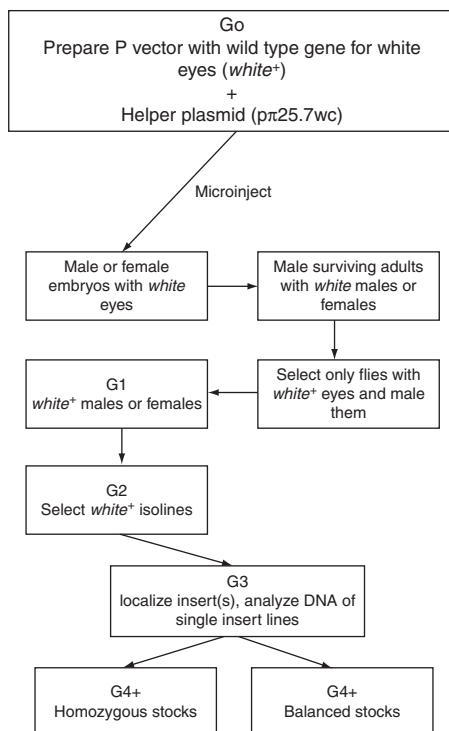 Go
Prepare P vector with wild type gene for white
eyes (white⁺)
+
Helper plasmid (pπ25.7wc)
Microinject
Male or female
embryos with white
eyes
Male surviving adults
with white males or
females
Select only flies with
white⁺ eyes and male
them
G1
white⁺ males or females
G2
Select white⁺ isolines
G3
localize insert(s), analyze DNA of
single insert lines
G4+
Homozygous stocks
G4+
Balanced stocks